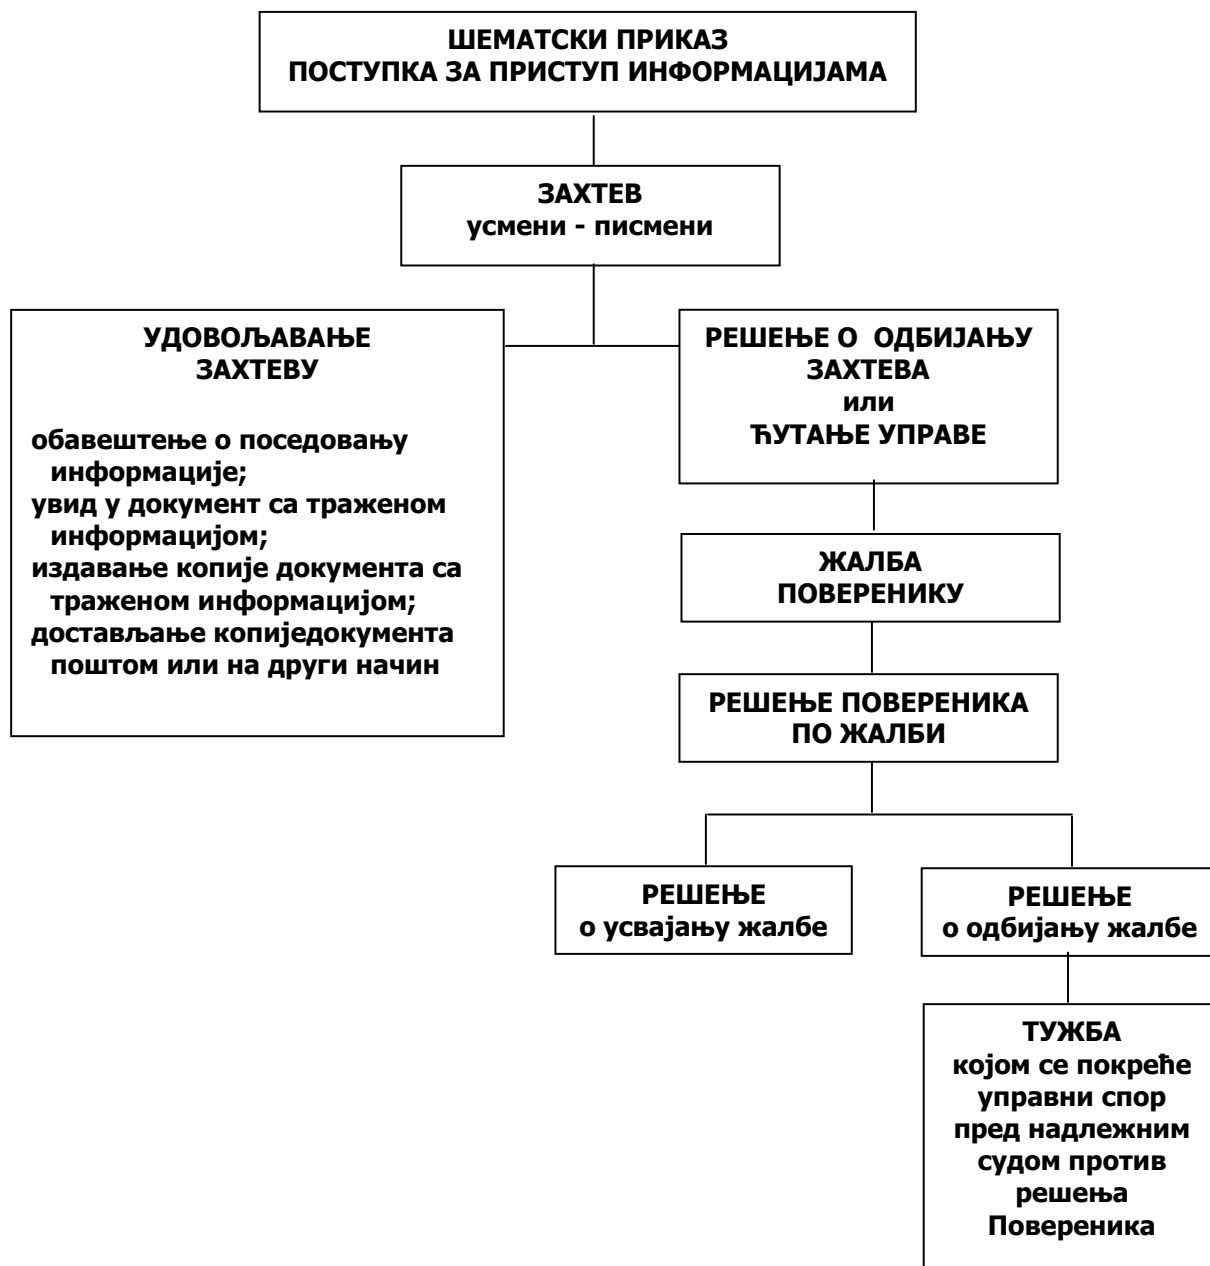 ШЕМАТСКИ ПРИКАЗ
ПОСТУПКА ЗА ПРИСТУП ИНФОРМАЦИЈАМА
ЗАХТЕВ
усмени - писмени
УДОВОЉАВАЊЕ
ЗАХТЕВУ
обавештење о поседовању
информације;
увид у документ са траженом
информацијом;
издавање копије документа са
траженом информацијом;
достављање копиједокумента
поштом или на други начин
РЕШЕЊЕ О ОДБИЈАЊУ
ЗАХТЕВА
или
ЋУТАЊЕ УПРАВЕ
ЖАЛБА
ПОВЕРЕНИКУ
РЕШЕЊЕ ПОВЕРЕНИКА
ПО ЖАЛБИ
РЕШЕЊЕ
о усвајању жалбе
РЕШЕЊЕ
о одбијању жалбе
ТУЖБА
којом се покреће
управни спор
пред надлежним
судом против
решења
Повереника